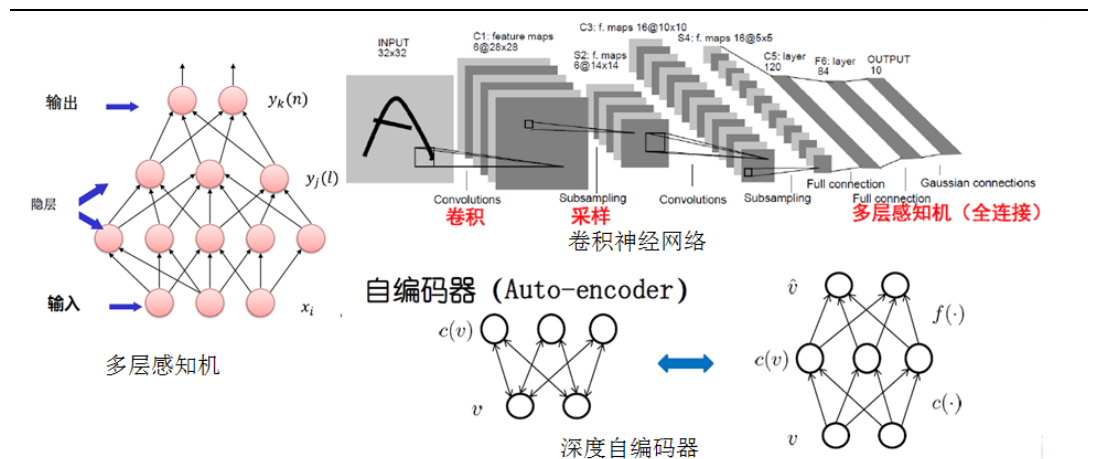 输出
y_k(n)
隐层
y_j(l)
输入
x_i
多层感知机
INPUT
32x32
C1: feature maps
6@28x28
S2: f. maps
6@14x14
C3: f. maps 16@10x10
S4: f. maps 16@5x5
C5: layer
120
F6: layer
84
OUTPUT
10
Convolutions
Subsampling
Convolutions
Subsampling
Full connection
Full connection
Gaussian connections
卷积
采样
多层感知机（全连接）
卷积神经网络
自编码器 (Auto-encoder)
c(v)
v
v̂
f(·)
c(v)
c(·)
v
深度自编码器